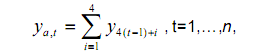 y_{a,t} = \sum_{i=1}^{4} y_{4(t-1)+i} , t=1,…,n,